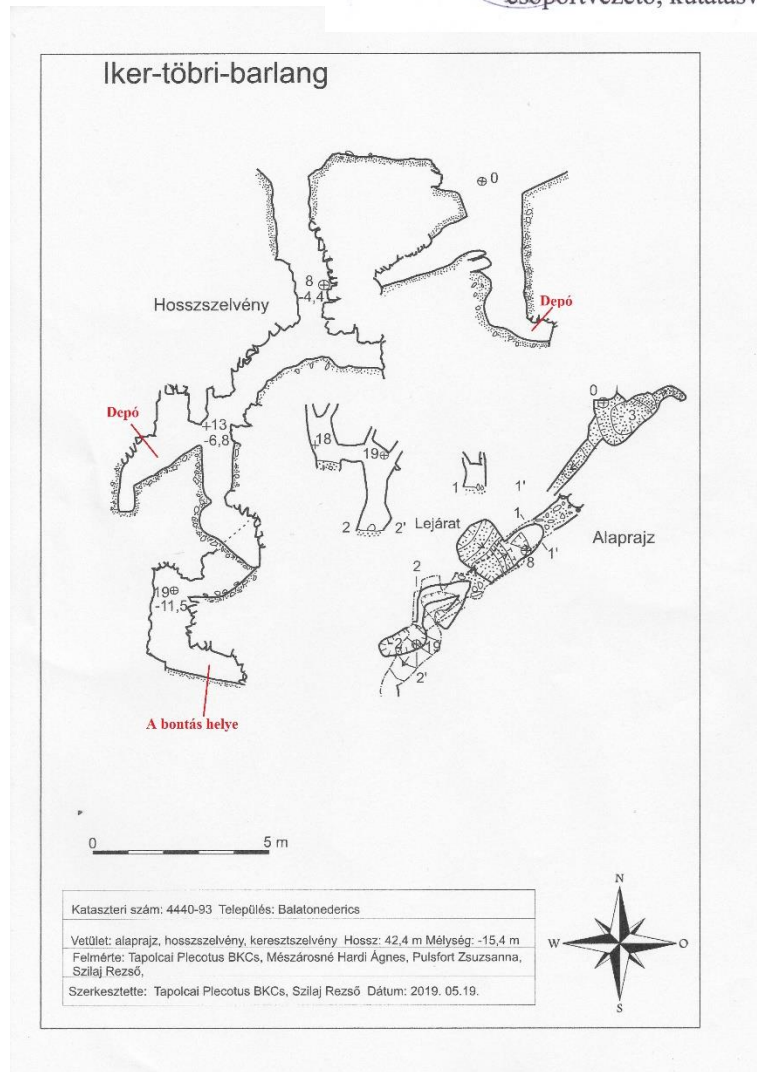 csoportvezető, kutatásv
Iker-töbri-barlang
0
8
-4,4
Hosszszelvény
Depó
Depó
13
-6,8
18
19
2
2'
1
1'
0
3
Lejárat
1
1'
8
Alaprajz
2
2
19
2'
19
-11,5
A bontás helye
0
5 m
Kataszteri szám: 4440-93 Település: Balatonederics
Vetület: alaprajz, hosszszelvény, keresztszelvény Hossz: 42,4 m Mélység: -15,4 m
Felmérte: Tapolcai Plecotus BKCs, Mészárosné Hardi Ágnes, Pulsfort Zsuzsanna,
Szilaj Rezső,
Szerkesztette: Tapolcai Plecotus BKCs, Szilaj Rezső Dátum: 2019. 05.19.
N
W
O
S